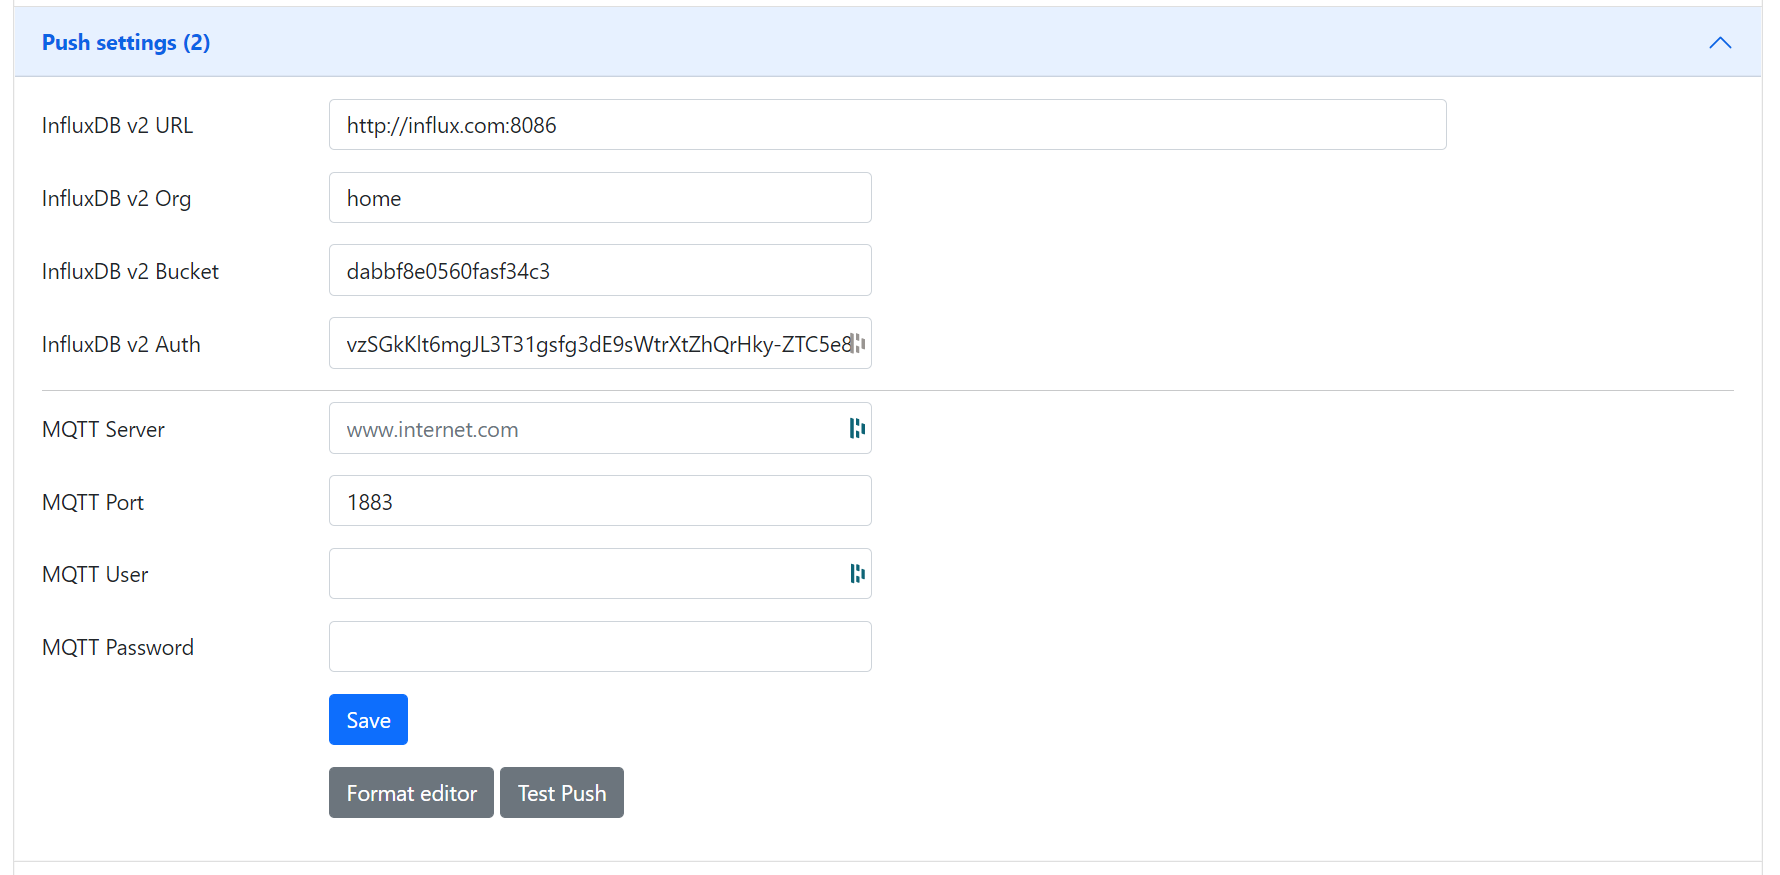 Push settings (2)
InfluxDB v2 URL
http://influx.com:8086
InfluxDB v2 Org
home
InfluxDB v2 Bucket
dabbf8e0560fasf34c3
InfluxDB v2 Auth
vzSGkKlt6mgJL3T31gsfg3dE9sWtrXtZhQrHky-ZTC5e8
MQTT Server
www.internet.com
MQTT Port
1883
MQTT User
MQTT Password
Save
Format editor
Test Push